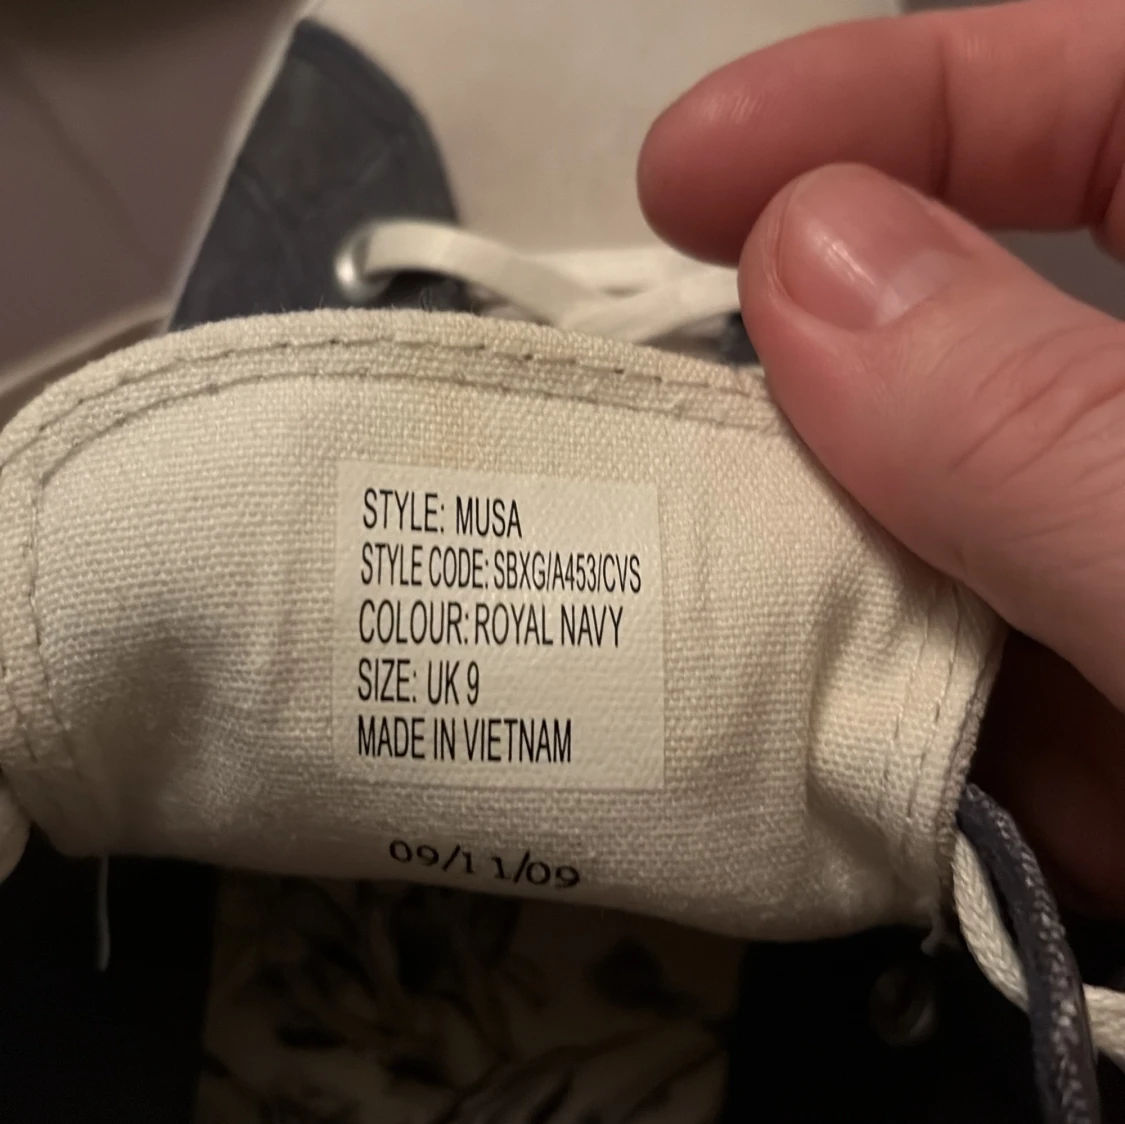 STYLE: MUSA
STYLE CODE: SBXG/A453/CVS
COLOUR: ROYAL NAVY
SIZE: UK 9
MADE IN VIETNAM
09/11/09